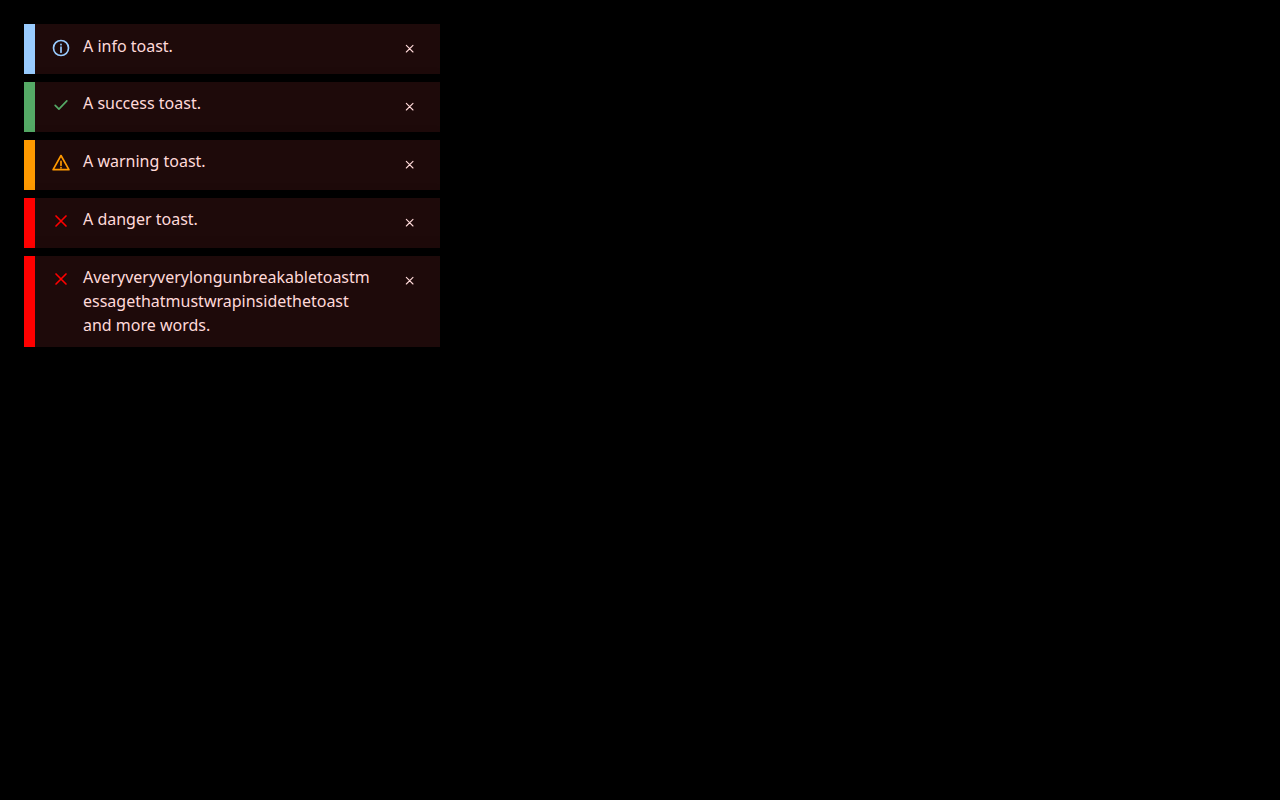 A info toast.
A success toast.
A warning toast.
A danger toast.
Averyveryverylongunbreakabletoastm
essagethatmustwrapinsidethetoast
and more words.